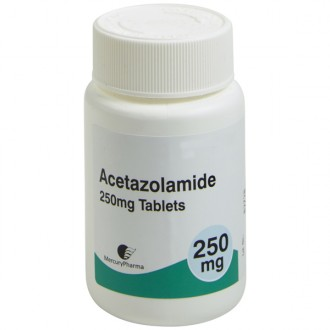 Acetazolamide
250mg Tablets
250
mg
MercuryPharma